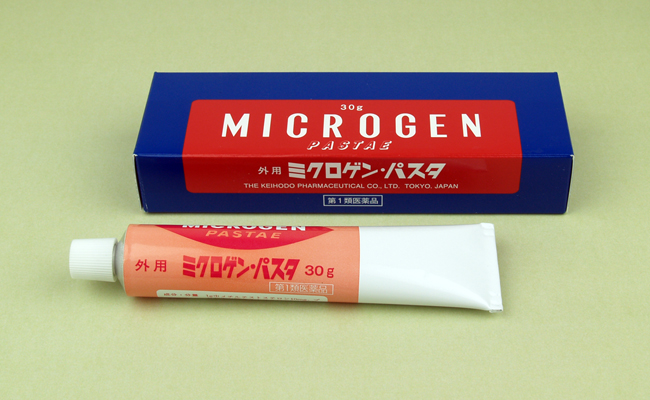 30g
MICROGEN
PASTAE
外用 ミクロゲン・パスタ
THE KEIHODO PHARMACEUTICAL CO., LTD. TOKYO. JAPAN
第1類医薬品
MICROGEN
PASTAE
外用 ミクロゲン・パスタ 30g
第1類医薬品